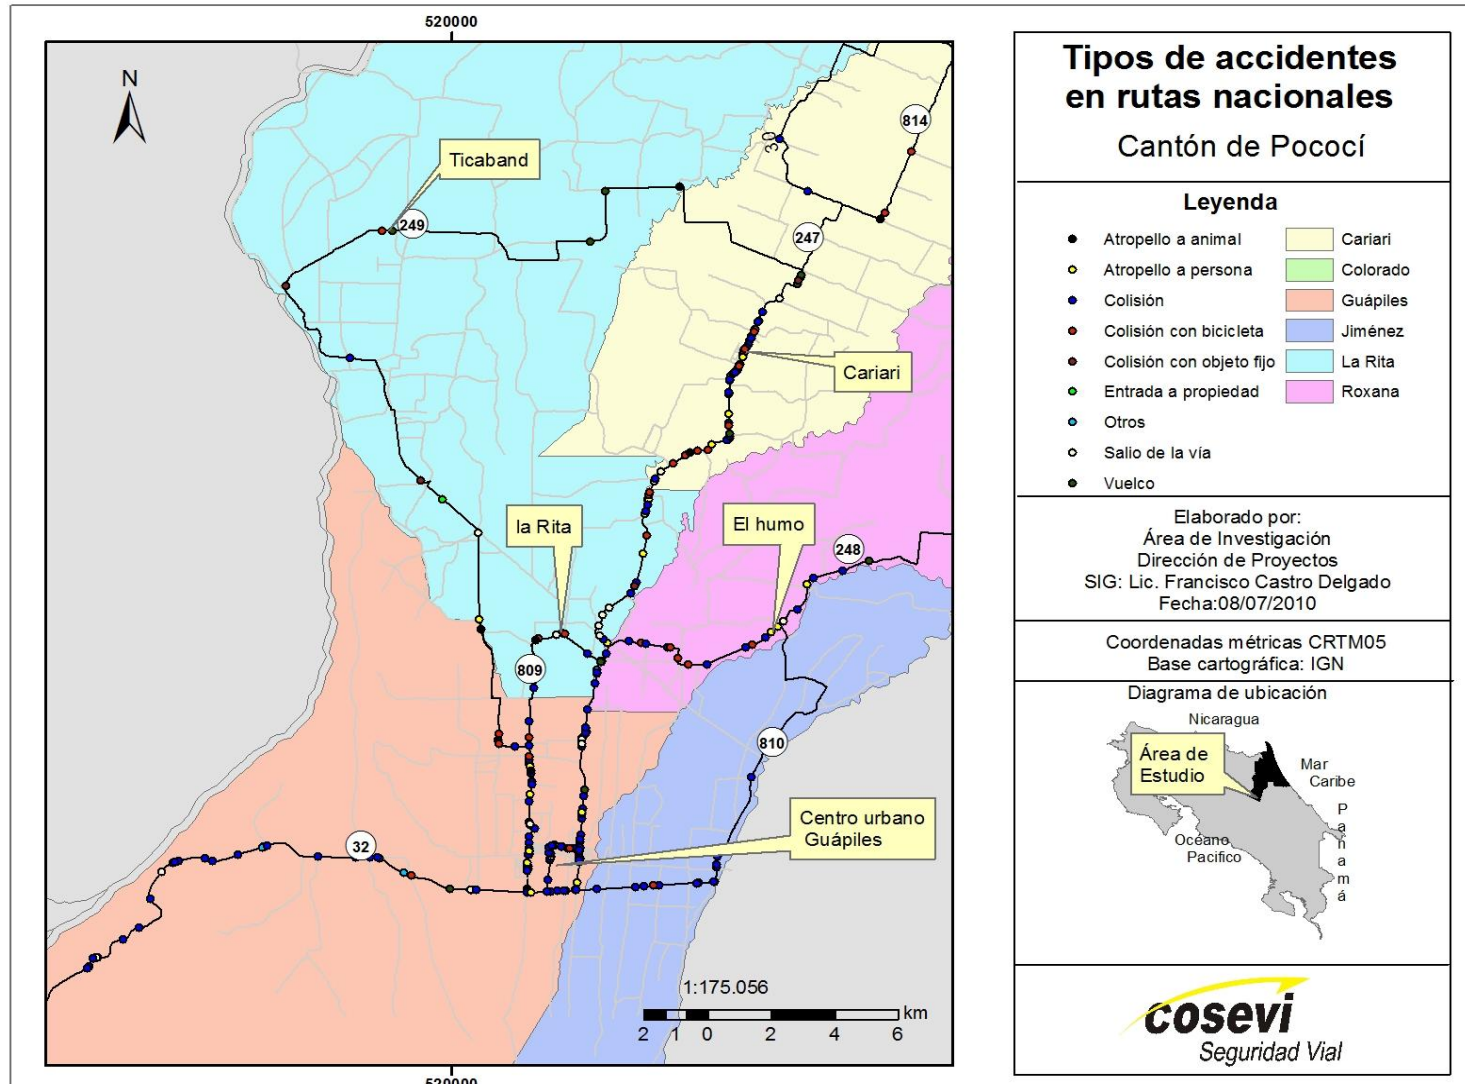 520000
N
Ticaband
249
814
30
247
Cariari
la Rita
El humo
248
809
810
Centro urbano
Guápiles
32
1:175.056
km
2 1 0 2 4 6
520000
Tipos de accidentes
en rutas nacionales
Cantón de Pococí
Leyenda
Atropello a animal
Atropello a persona
Colisión
Colisión con bicicleta
Colisión con objeto fijo
Entrada a propiedad
Otros
Salio de la vía
Vuelco
Cariari
Colorado
Guápiles
Jiménez
La Rita
Roxana
Elaborado por:
Área de Investigación
Dirección de Proyectos
SIG: Lic. Francisco Castro Delgado
Fecha:08/07/2010
Coordenadas métricas CRTM05
Base cartográfica: IGN
Diagrama de ubicación
Nicaragua
Área de
Estudio
Mar
Caribe
Océano
Pacifico
Panamá
cosevi
Seguridad Vial